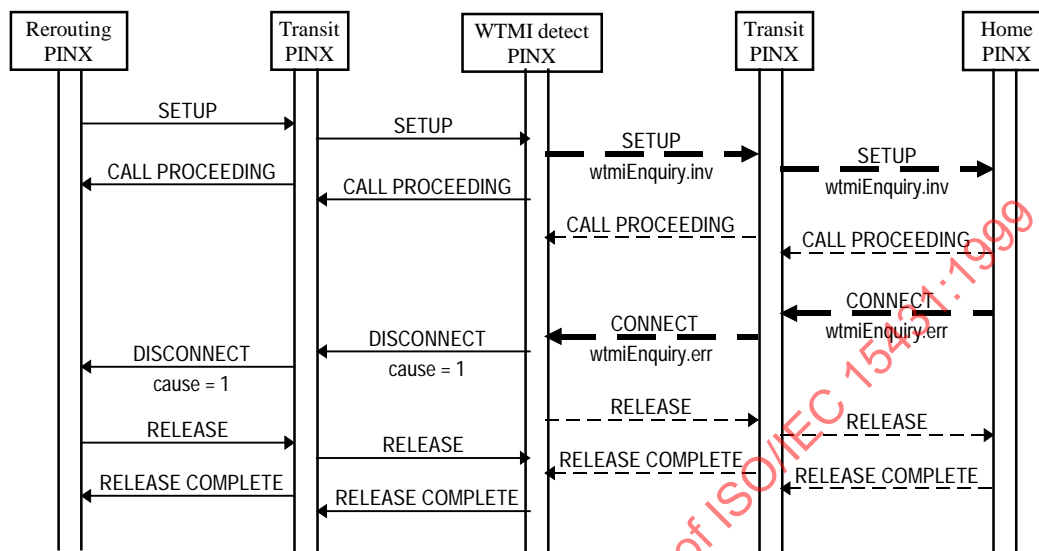 Rerouting
PINX
Transit
PINX
WTMI detect
PINX
Transit
PINX
Home
PINX
SETUP
SETUP
SETUP
wtmiEnquiry.inv
SETUP
wtmiEnquiry.inv
CALL PROCEEDING
CALL PROCEEDING
CALL PROCEEDING
CALL PROCEEDING
CONNECT
wtmiEnquiry.err
CONNECT
wtmiEnquiry.err
DISCONNECT
cause = 1
DISCONNECT
cause = 1
RELEASE
RELEASE
RELEASE
RELEASE
RELEASE COMPLETE
RELEASE COMPLETE
RELEASE COMPLETE
RELEASE COMPLETE
of ISO/IEC 15431:1999